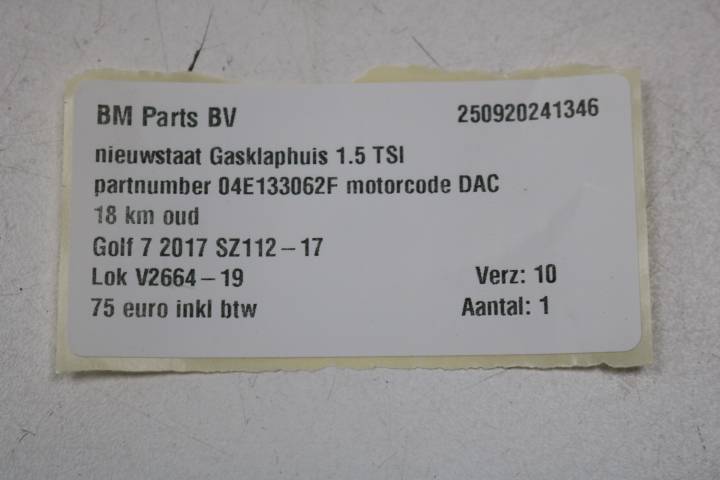 BM Parts BV 250920241346
nieuwstaat Gasklaphuis 1.5 TSI
partnumber 04E133062F motorcode DAC
18 km oud
Golf 7 2017 SZ112-17
Lok V2664-19 Verz: 10
75 euro inkl btw Aantal: 1